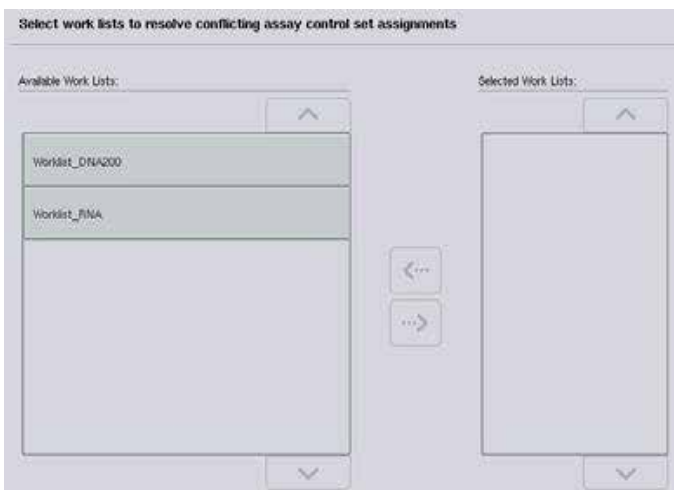 Select work lists to resolve conflicting assay control set assignments
Available Work Lists:
Selected Work Lists:
Worklist_DNA200
Worklist_RNA